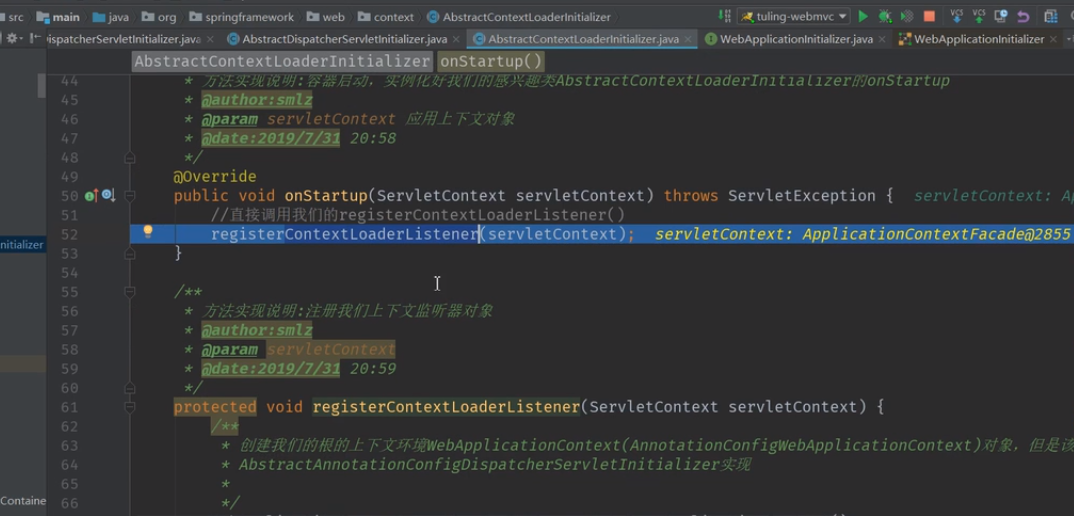 src main java org springframework web context AbstractContextLoaderInitializer tuling-webmvc
DispatcherServletInitializer.java AbstractDispatcherServletInitializer.java AbstractContextLoaderInitializer.java WebApplicationInitializer.java WebApplicationInitializer
AbstractContextLoaderInitializer onStartup()
44 * 方法实现说明:容器启动，实例化好我们的感兴趣类AbstractContextLoaderInitializer的onStartup
45 * @author:smlz
46 * @param servletContext 应用上下文对象
47 * @date:2019/7/31 20:58
48 */
49 @Override
50 public void onStartup(ServletContext servletContext) throws ServletException { servletContext: Ap
51 //直接调用我们的registerContextLoaderListener()
nitializer
52 registerContextLoaderListener(servletContext); servletContext: ApplicationContextFacade@2855
53 }
54
55 /**
56 * 方法实现说明:注册我们上下文监听器对象
57 * @author:smlz
58 * @param servletContext
59 * @date:2019/7/31 20:59
60 */
61 protected void registerContextLoaderListener(ServletContext servletContext) {
62 /**
63 * 创建我们的根的上下文环境WebApplicationContext(AnnotationConfigWebApplicationContext)对象，但是该
64 * AbstractAnnotationConfigDispatcherServletInitializer实现
65 *
Containe
66 */